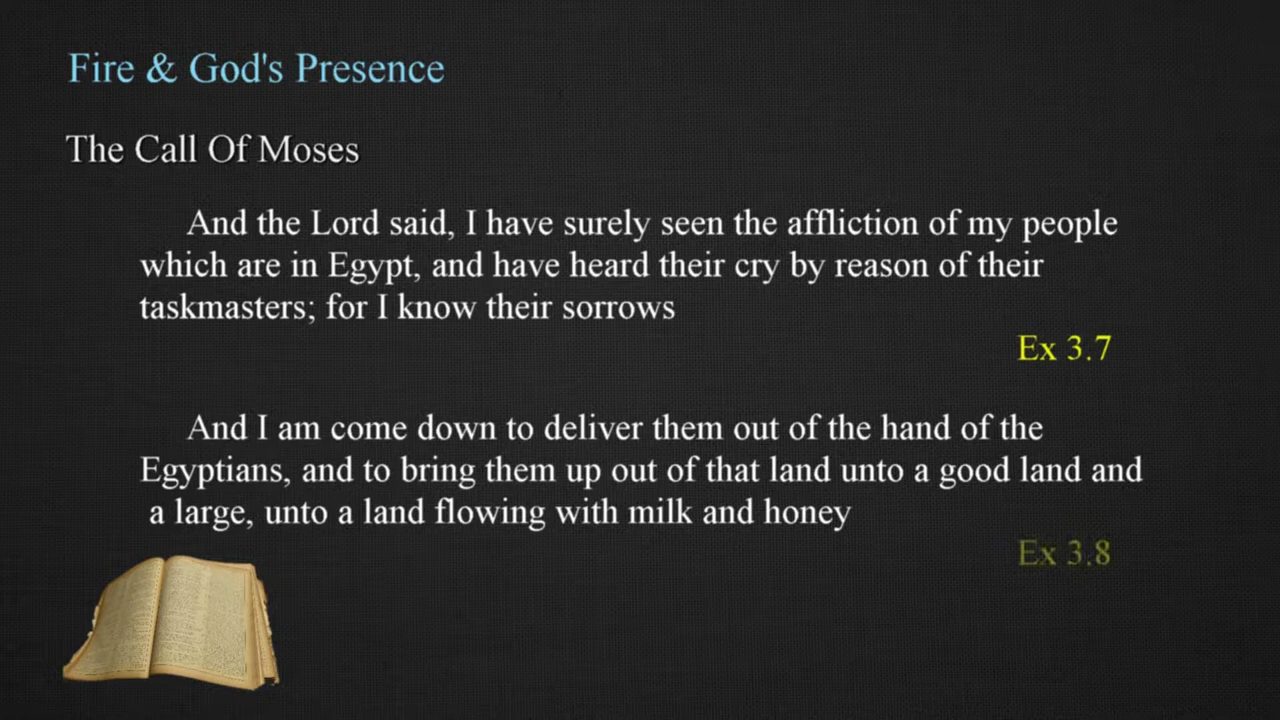 Fire & God's Presence
The Call Of Moses
And the Lord said, I have surely seen the affliction of my people
which are in Egypt, and have heard their cry by reason of their
taskmasters; for I know their sorrows
Ex 3.7
And I am come down to deliver them out of the hand of the
Egyptians, and to bring them up out of that land unto a good land and
a large, unto a land flowing with milk and honey
Ex 3.8